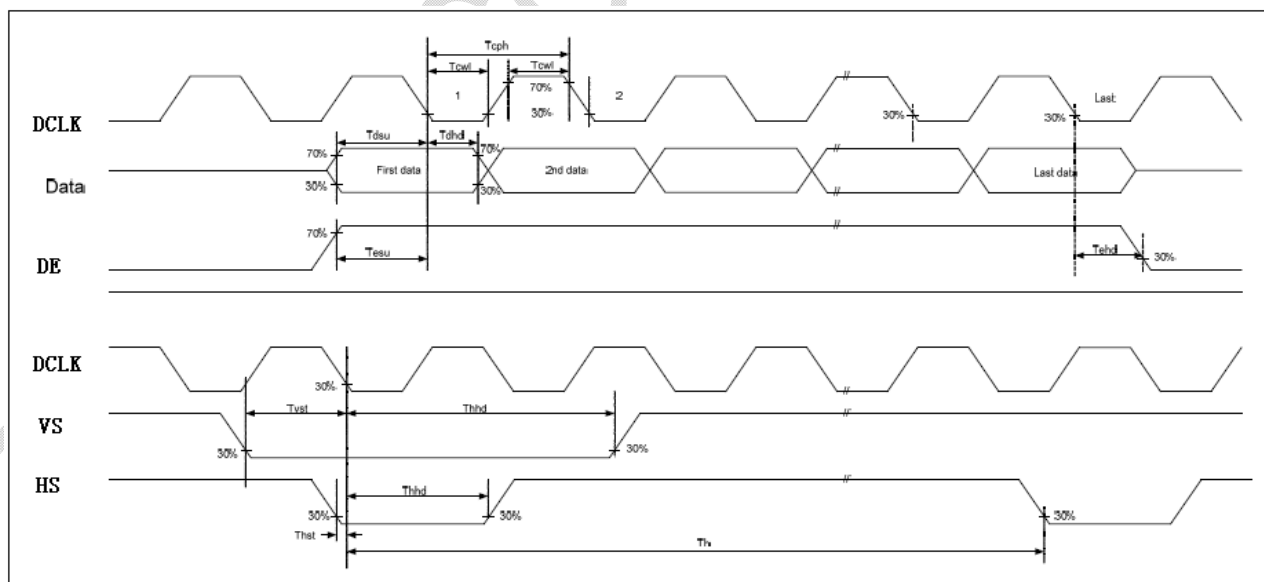 Tcph
Tcwl Tcwl
1 70% 2 // Last
30% 30% 30%
DCLK
Tdsu Tdhd
70% 70% //
Data First data 2nd data Last data
30% 30% //
70% //
DE Tesu Tehdl 30%
DCLK
30% //
Tvst Thhd //
VS
30% 30%
HS //
Thhd
30% 30% 30%
Thst
Th